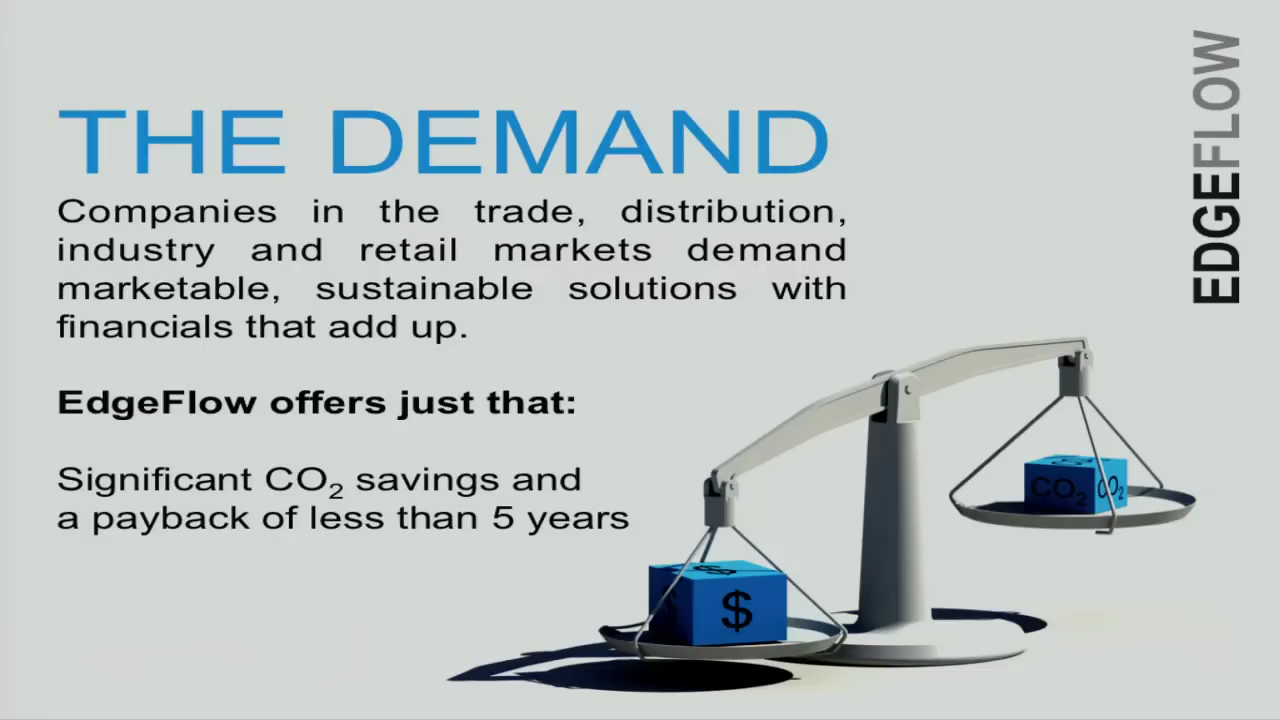 THE DEMAND
Companies in the trade, distribution,
industry and retail markets demand
marketable, sustainable solutions with
financials that add up.
EdgeFlow offers just that:
Significant CO₂ savings and
a payback of less than 5 years
EDGEFLOW
CO₂
CO₂
$
$